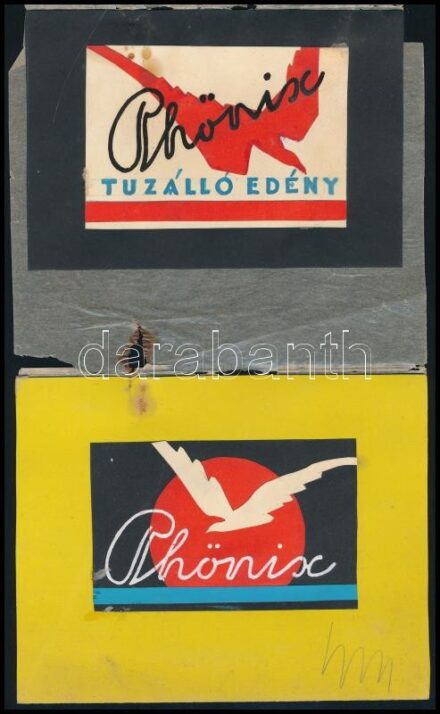 Phönix
TUZÁLLÓ EDÉNY
darabanth
Phönix